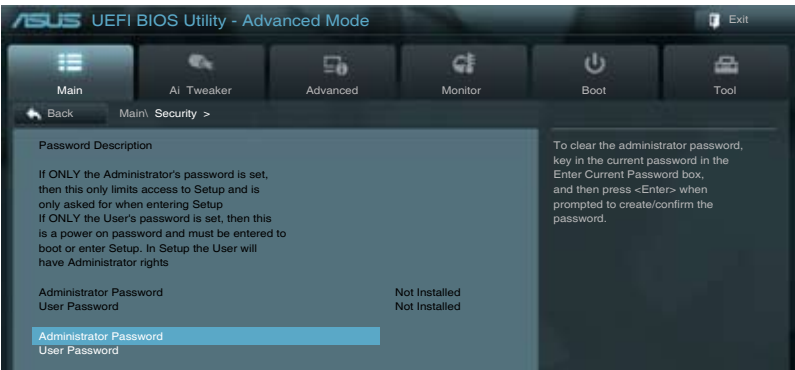 ASUS UEFI BIOS Utility - Advanced Mode
Exit
Main
Ai Tweaker
Advanced
Monitor
Boot
Tool
Back
Main\ Security >
Password Description
If ONLY the Administrator's password is set,
then this only limits access to Setup and is
only asked for when entering Setup
If ONLY the User's password is set, then this
is a power on password and must be entered to
boot or enter Setup. In Setup the User will
have Administrator rights
Administrator Password Not Installed
User Password Not Installed
Administrator Password
User Password
To clear the administrator password,
key in the current password in the
Enter Current Password box,
and then press <Enter> when
prompted to create/confirm the
password.